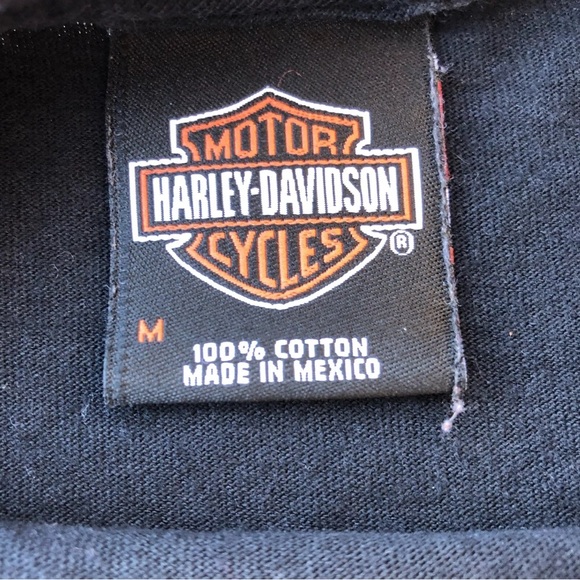 MOTOR
HARLEY-DAVIDSON
CYCLES
®
M
100% COTTON
MADE IN MEXICO